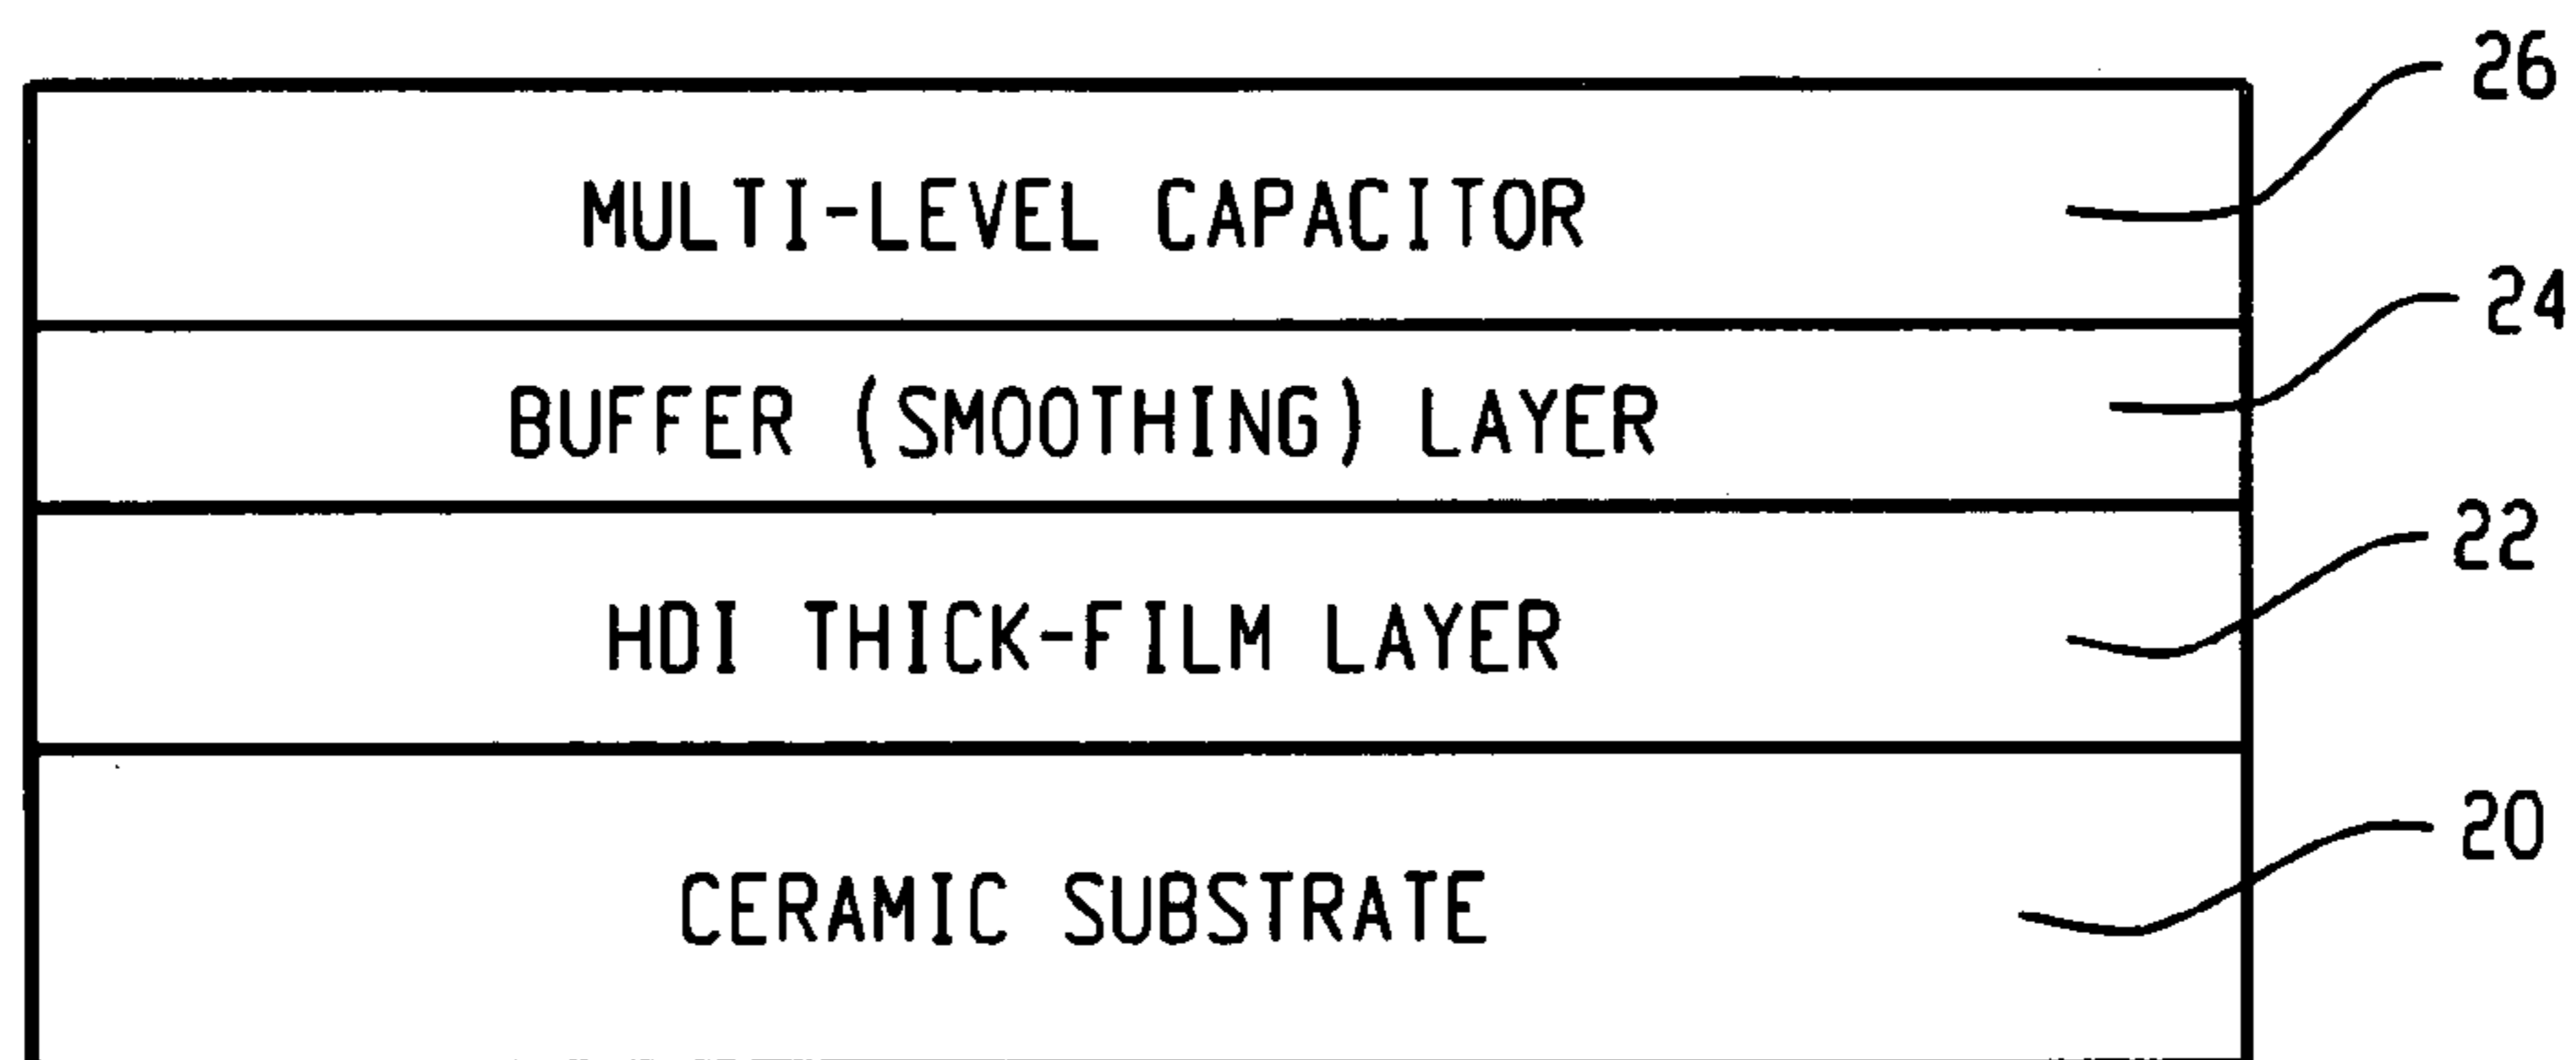 26
MULTI-LEVEL CAPACITOR
24
BUFFER (SMOOTHING) LAYER
22
HDI THICK-FILM LAYER
20
CERAMIC SUBSTRATE